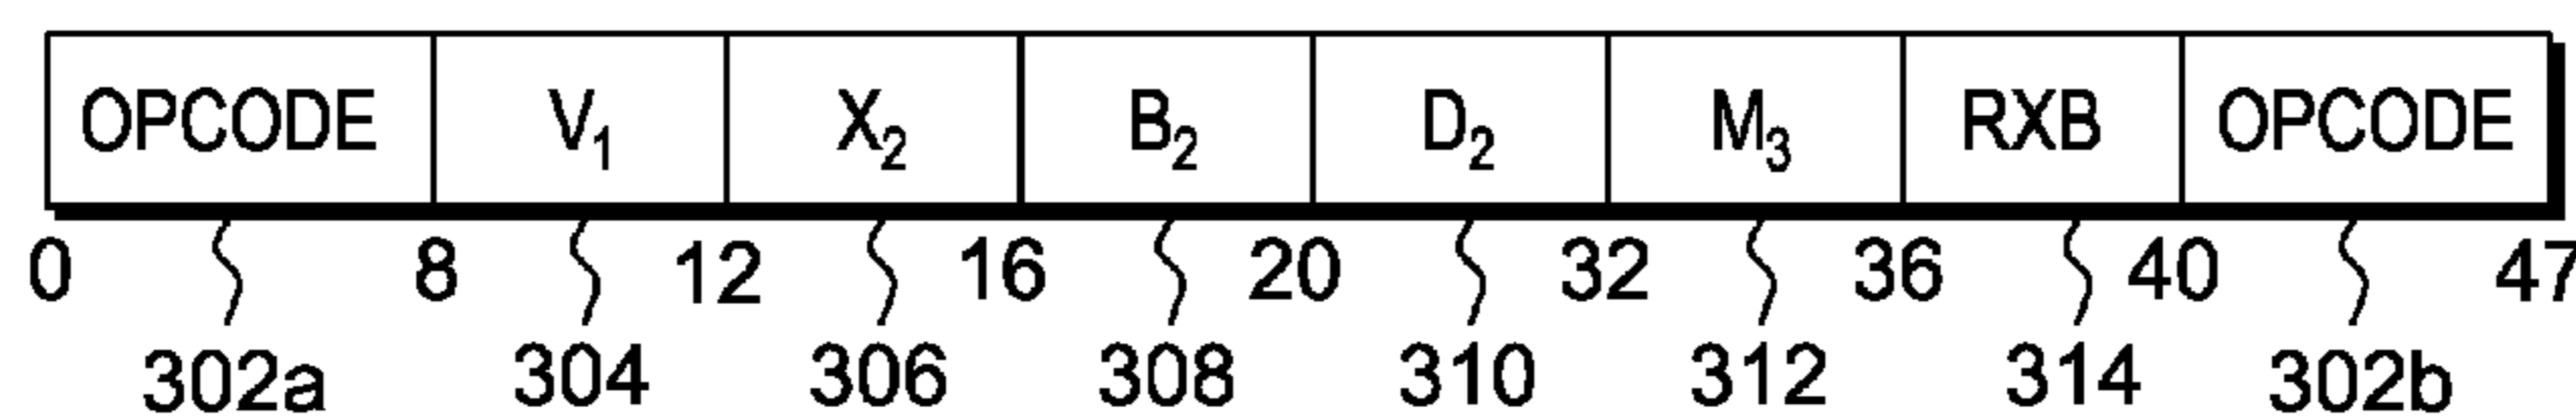 OPCODE V₁ X₂ B₂ D₂ M₃ RXB OPCODE
0 8 12 16 20 32 36 40 47
302a 304 306 308 310 312 314 302b